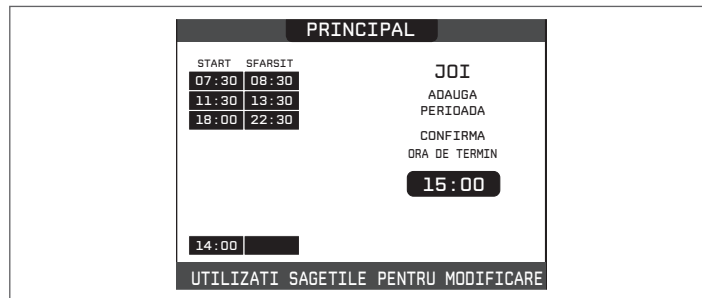 PRINCIPAL
START SFARSIT
07:30 08:30
11:30 13:30
18:00 22:30
14:00
JOI
ADAUGA
PERIOADA
CONFIRMA
ORA DE TERMIN
15:00
UTILIZATI SAGETILE PENTRU MODIFICARE